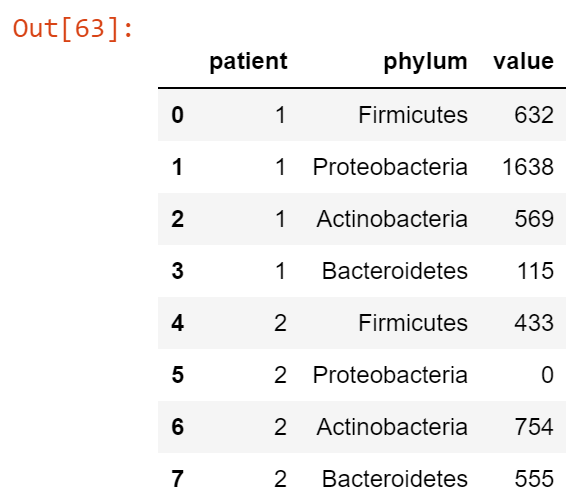 Out[63]:
patient phylum value
0 1 Firmicutes 632
1 1 Proteobacteria 1638
2 1 Actinobacteria 569
3 1 Bacteroidetes 115
4 2 Firmicutes 433
5 2 Proteobacteria 0
6 2 Actinobacteria 754
7 2 Bacteroidetes 555